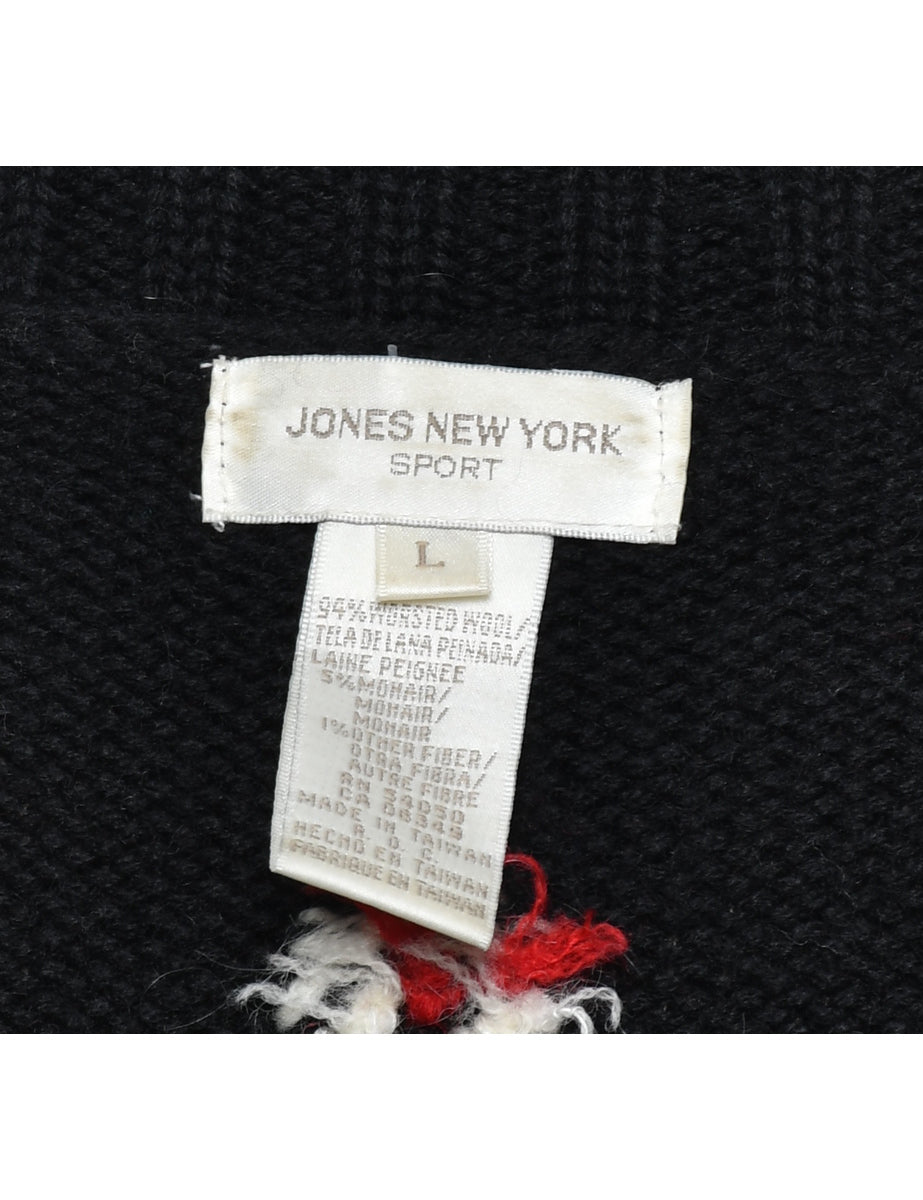 JONES NEW YORK
SPORT
L
94% WORSTED WOOL/
TELA DE LANA PEINADA/
LAINE PEIGNEE
5% MOHAIR/
MOHAIR/
MOHAIR
1% OTHER FIBER/
OTRA FIBRA/
AUTRE FIBRE
RN 54050
CA 08349
MADE IN TAIWAN
R. O. C.
HECHO EN TAIWAN
FABRIQUE EN TAIWAN